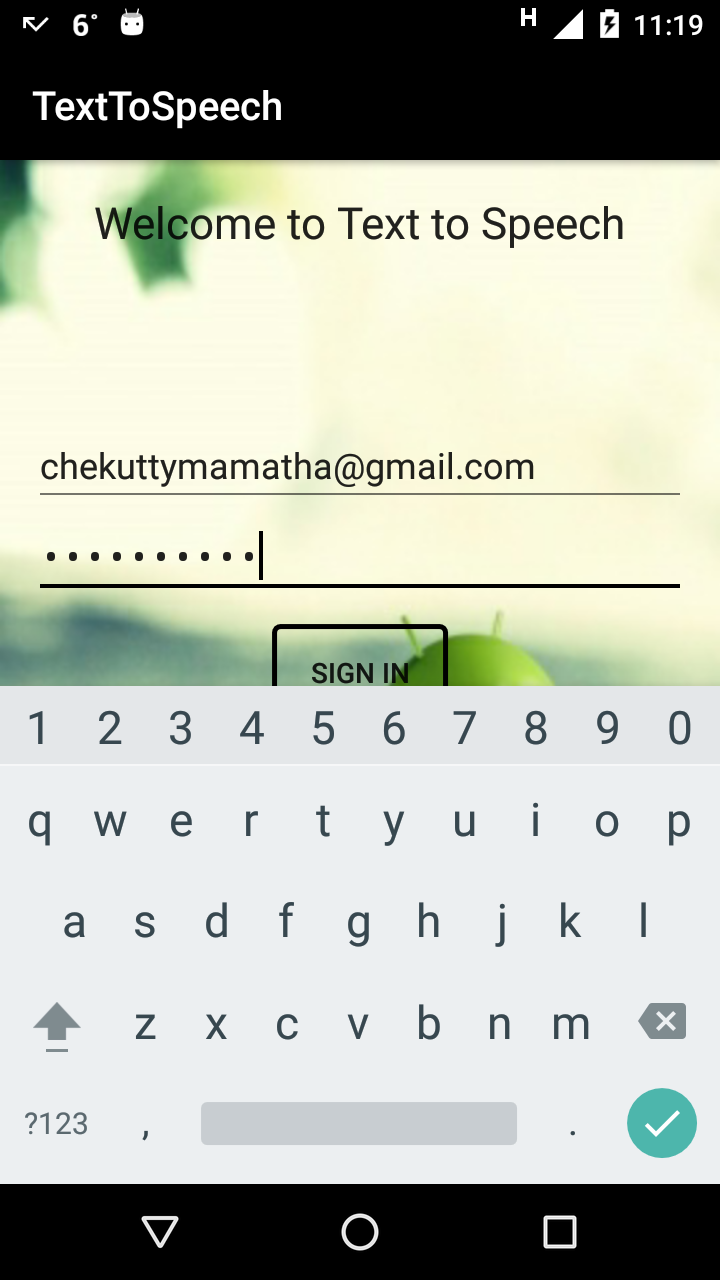 6° H 11:19
TextToSpeech
Welcome to Text to Speech
chekuttymamatha@gmail.com
••••••••••
SIGN IN
1 2 3 4 5 6 7 8 9 0
q w e r t y u i o p
a s d f g h j k l
z x c v b n m
?123 , .